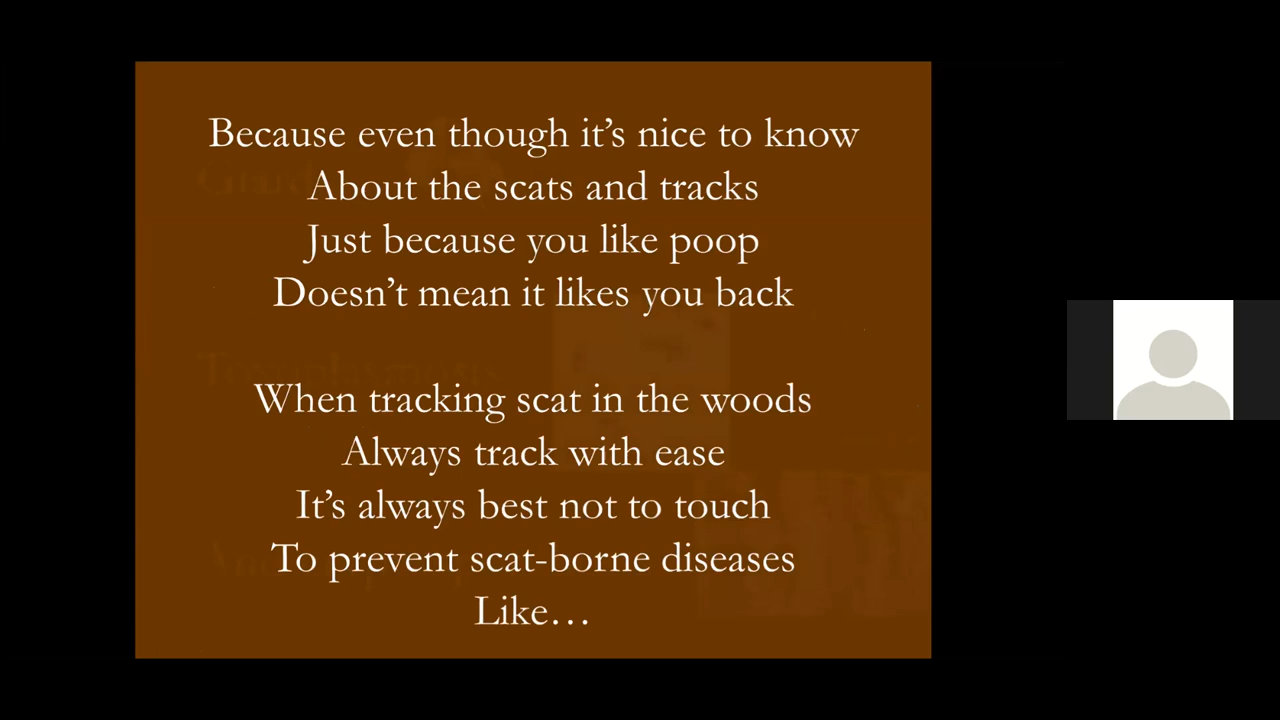 Because even though it’s nice to know
About the scats and tracks
Just because you like poop
Doesn’t mean it likes you back
When tracking scat in the woods
Always track with ease
It’s always best not to touch
To prevent scat-borne diseases
Like…